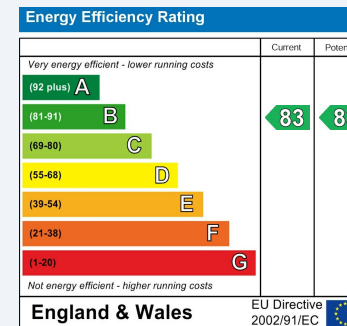 Energy Efficiency Rating
Current
Very energy efficient - lower running costs
(92 plus) A
(81-91) B 83
(69-80) C
(55-68) D
(39-54) E
(21-38) F
(1-20) G
Not energy efficient - higher running costs
England & Wales
EU Directive
2002/91/EC